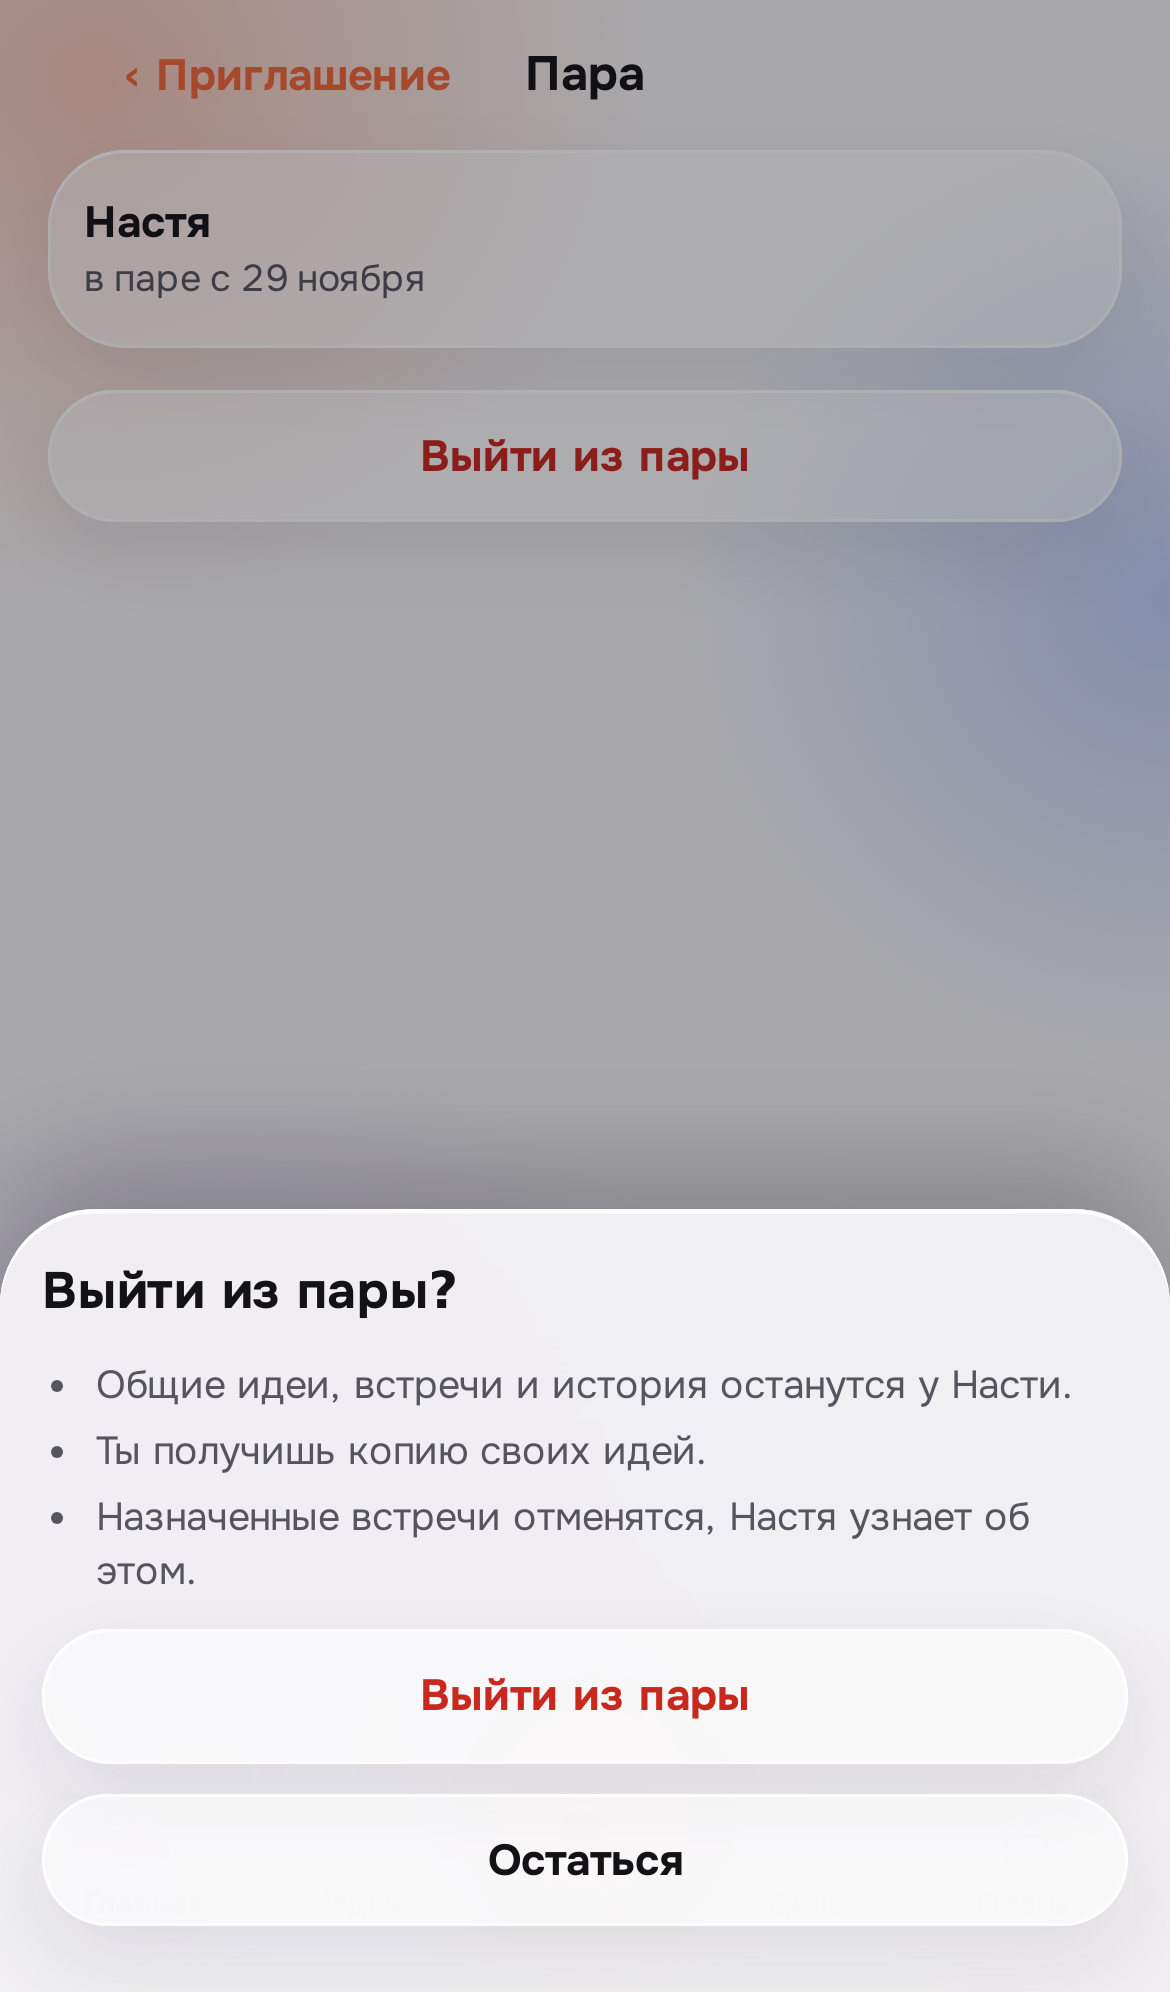 ‹ Приглашение Пара
Настя
в паре с 29 ноября
Выйти из пары
Выйти из пары?
• Общие идеи, встречи и история останутся у Насти.
• Ты получишь копию своих идей.
• Назначенные встречи отменятся, Настя узнает об
этом.
Выйти из пары
Остаться